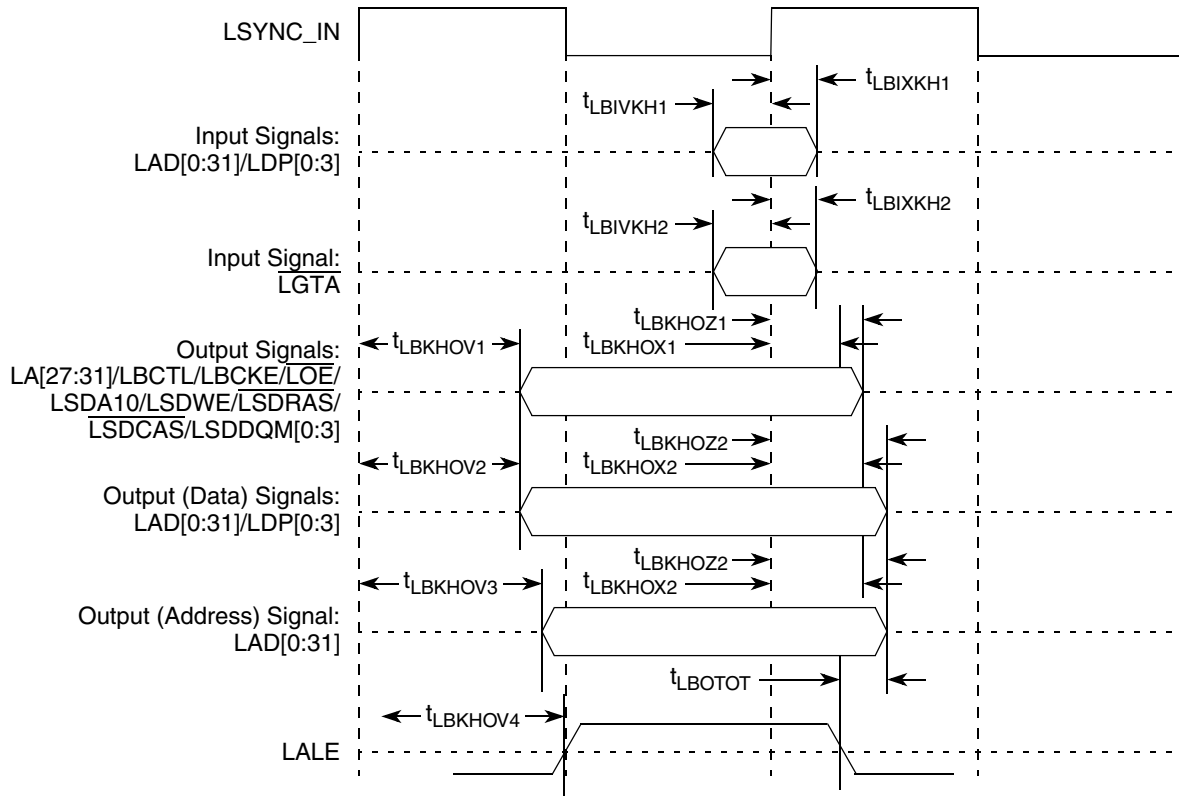 LSYNC_IN
tLBIXKH1
tLBIVKH1
Input Signals:
LAD[0:31]/LDP[0:3]
tLBIXKH2
tLBIVKH2
Input Signal:
LGTA
tLBKHOZ1
tLBKHOV1
tLBKHOX1
Output Signals:
LA[27:31]/LBCTL/LBCKE/LOE/
LSDA10/LSDWE/LSDRAS/
LSDCAS/LSDDQM[0:3]
tLBKHOZ2
tLBKHOV2
tLBKHOX2
Output (Data) Signals:
LAD[0:31]/LDP[0:3]
tLBKHOZ2
tLBKHOV3
tLBKHOX2
Output (Address) Signal:
LAD[0:31]
tLBOTOT
tLBKHOV4
LALE